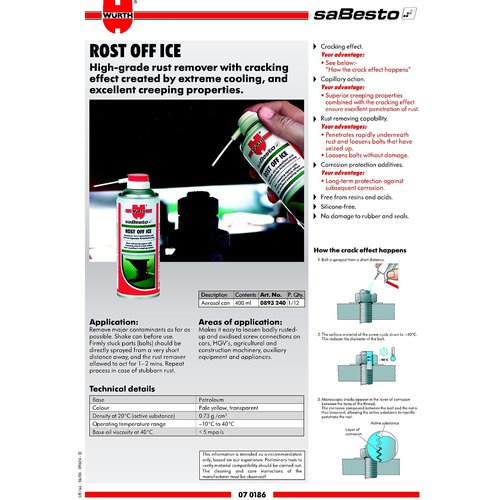 WÜRTH
saBesto
ROST OFF ICE
High-grade rust remover with cracking
effect created by extreme cooling, and
excellent creeping properties.
WÜRTH
saBesto
ROST OFF ICE
WÜRTH
saBesto
ROST OFF ICE
Description Contents Art. No. P. Qty.
Aerosol can 400 ml 0893 240 1/12
Application:
Remove major contaminants as far as
possible. Shake can before use.
Firmly stuck parts (bolts) should be
directly sprayed from a very short
distance away, and the rust remover
allowed to act for 1–2 mins. Repeat
process in case of stubborn rust.
Areas of application:
Makes it easy to loosen badly rusted-
up and oxidised screw connections on
cars, HGV's, agricultural and
construction machinery, auxiliary
equipment and appliances.
Technical details
Base Petroleum
Colour Pale yellow, transparent
Density at 20°C (active substance) 0.73 g/cm³
Operating temperature range –10°C to 40°C
Base oil viscosity at 40°C < 5 mpa/s
This information is intended as a recommendation
only, based on our experience. Preliminary tests to
verify material compatibility should be carried out.
The cleaning and care instructions of the
manufacturer must be observed!
Cracking effect.
Your advantage:
• See below:-
"How the crack effect happens"
Capillary action.
Your advantages:
• Superior creeping properties
combined with the cracking effect
ensure excellent penetration of rust.
Rust removing capability.
Your advantages:
• Penetrates rapidly underneath
rust and loosens bolts that have
seized up.
• Loosens bolts without damage.
Corrosion protection additives.
Your advantage:
• Long-term protection against
subsequent corrosion.
Free from resins and acids.
Silicone-free.
No damage to rubber and seals.
How the crack effect happens
1. Bolt is sprayed from a short distance.
2. The surface material of the screw cools down to –40°C.
This reduces the diameter of the bolt.
– 40°C
3. Microscopic cracks appear in the layer of corrosion
between the turns of the thread.
The corrosive compound between the bolt and the nut is
thus loosened, allowing the active substance to rapidly
penetrate the nut.
Active substance
Layer of
corrosion
07 0186